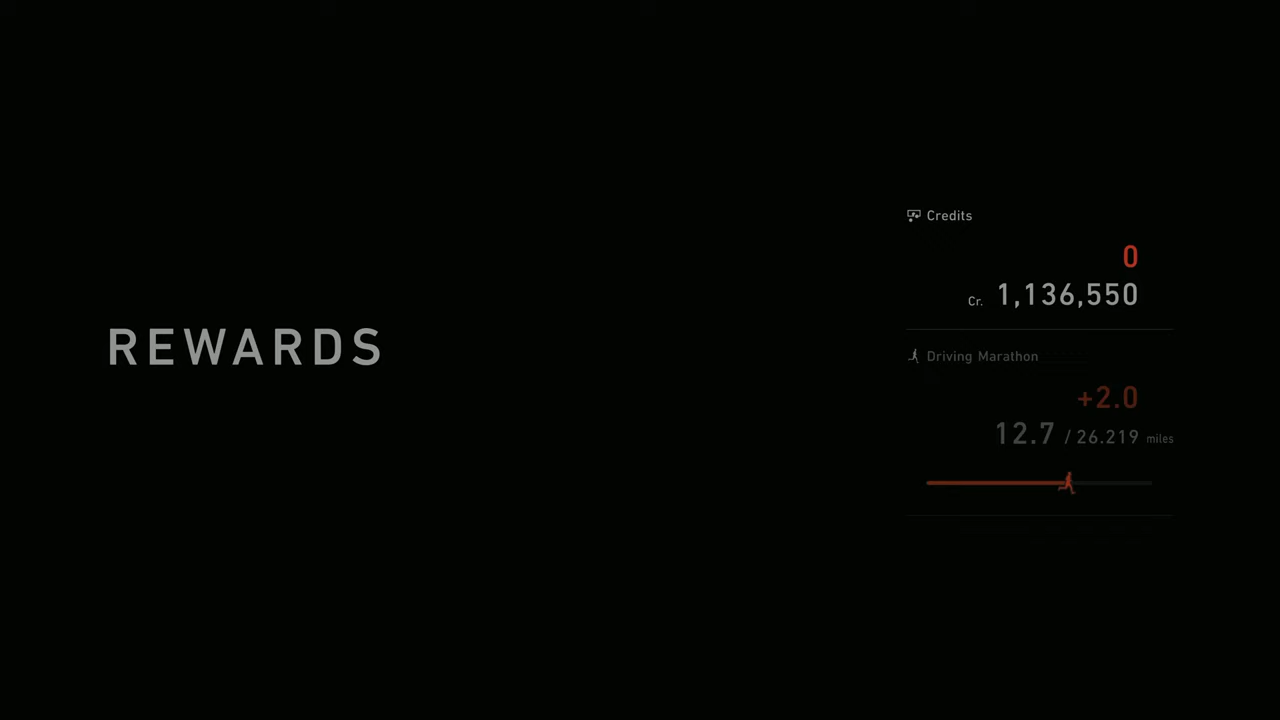 REWARDS
Credits
0
Cr. 1,136,550
Driving Marathon
+2.0
12.7 / 26.219 miles